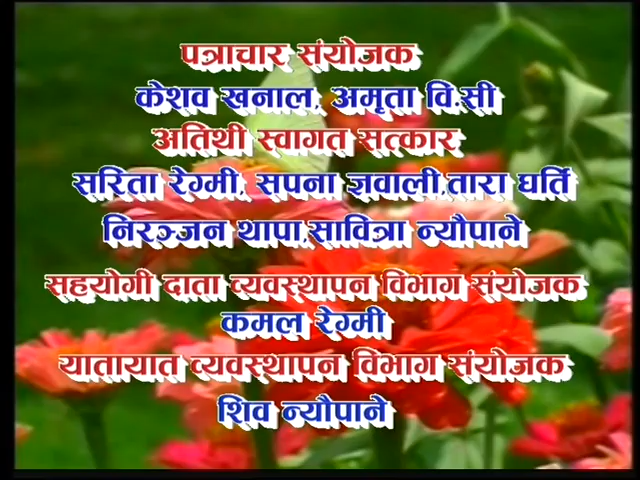 पत्राचार संयोजक
केशव खनाल, अमृता वि.सी
अतिथी स्वागत सत्कार
सरिता रेग्मी, सपना ज्ञवाली,तारा घर्ति
निरञ्जन थापा,सावित्रा न्यौपाने
सहयोगी दाता व्यवस्थापन विभाग संयोजक
कमल रेग्मी
यातायात व्यवस्थापन विभाग संयोजक
शिव न्यौपाने